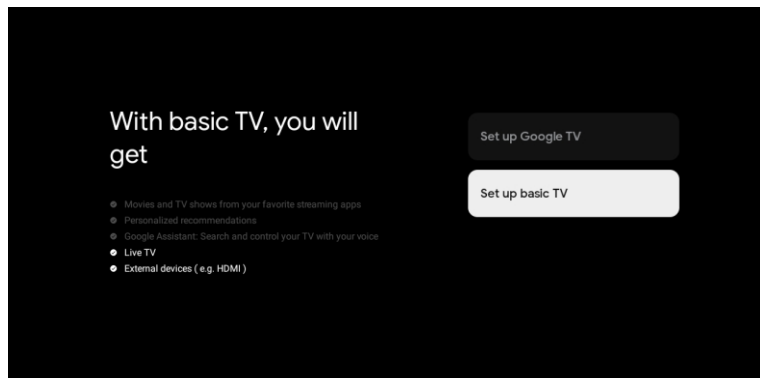 With basic TV, you will
get
Movies and TV shows from your favorite streaming apps
Personalized recommendations
Google Assistant: Search and control your TV with your voice
Live TV
External devices ( e.g. HDMI )
Set up Google TV
Set up basic TV